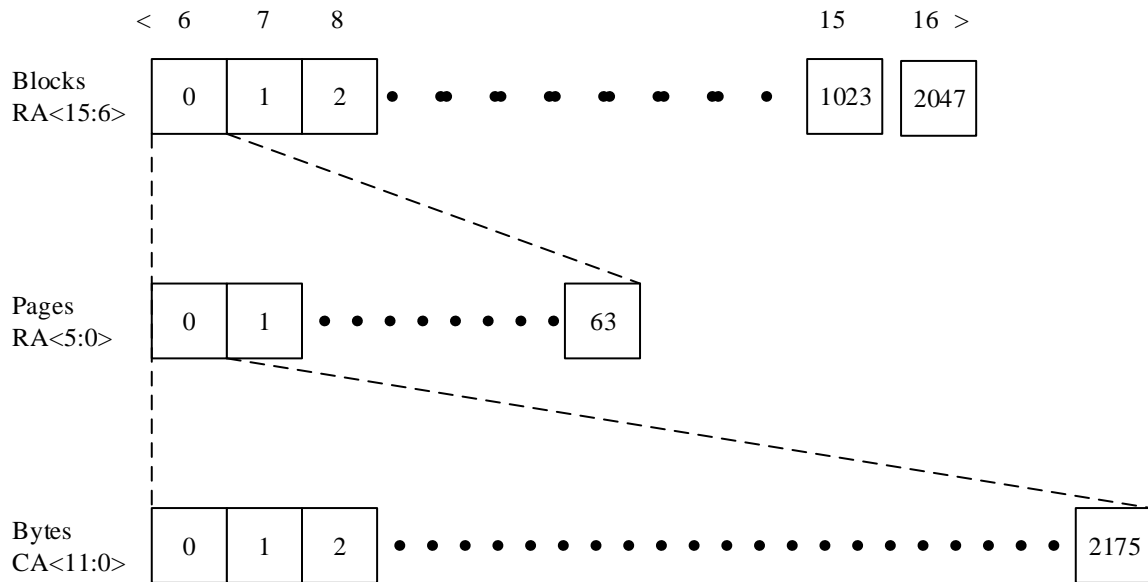 < 6 7 8 15 16 >
Blocks
RA<15:6>
0 1 2 1023 2047
Pages
RA<5:0>
0 1 63
Bytes
CA<11:0>
0 1 2 2175